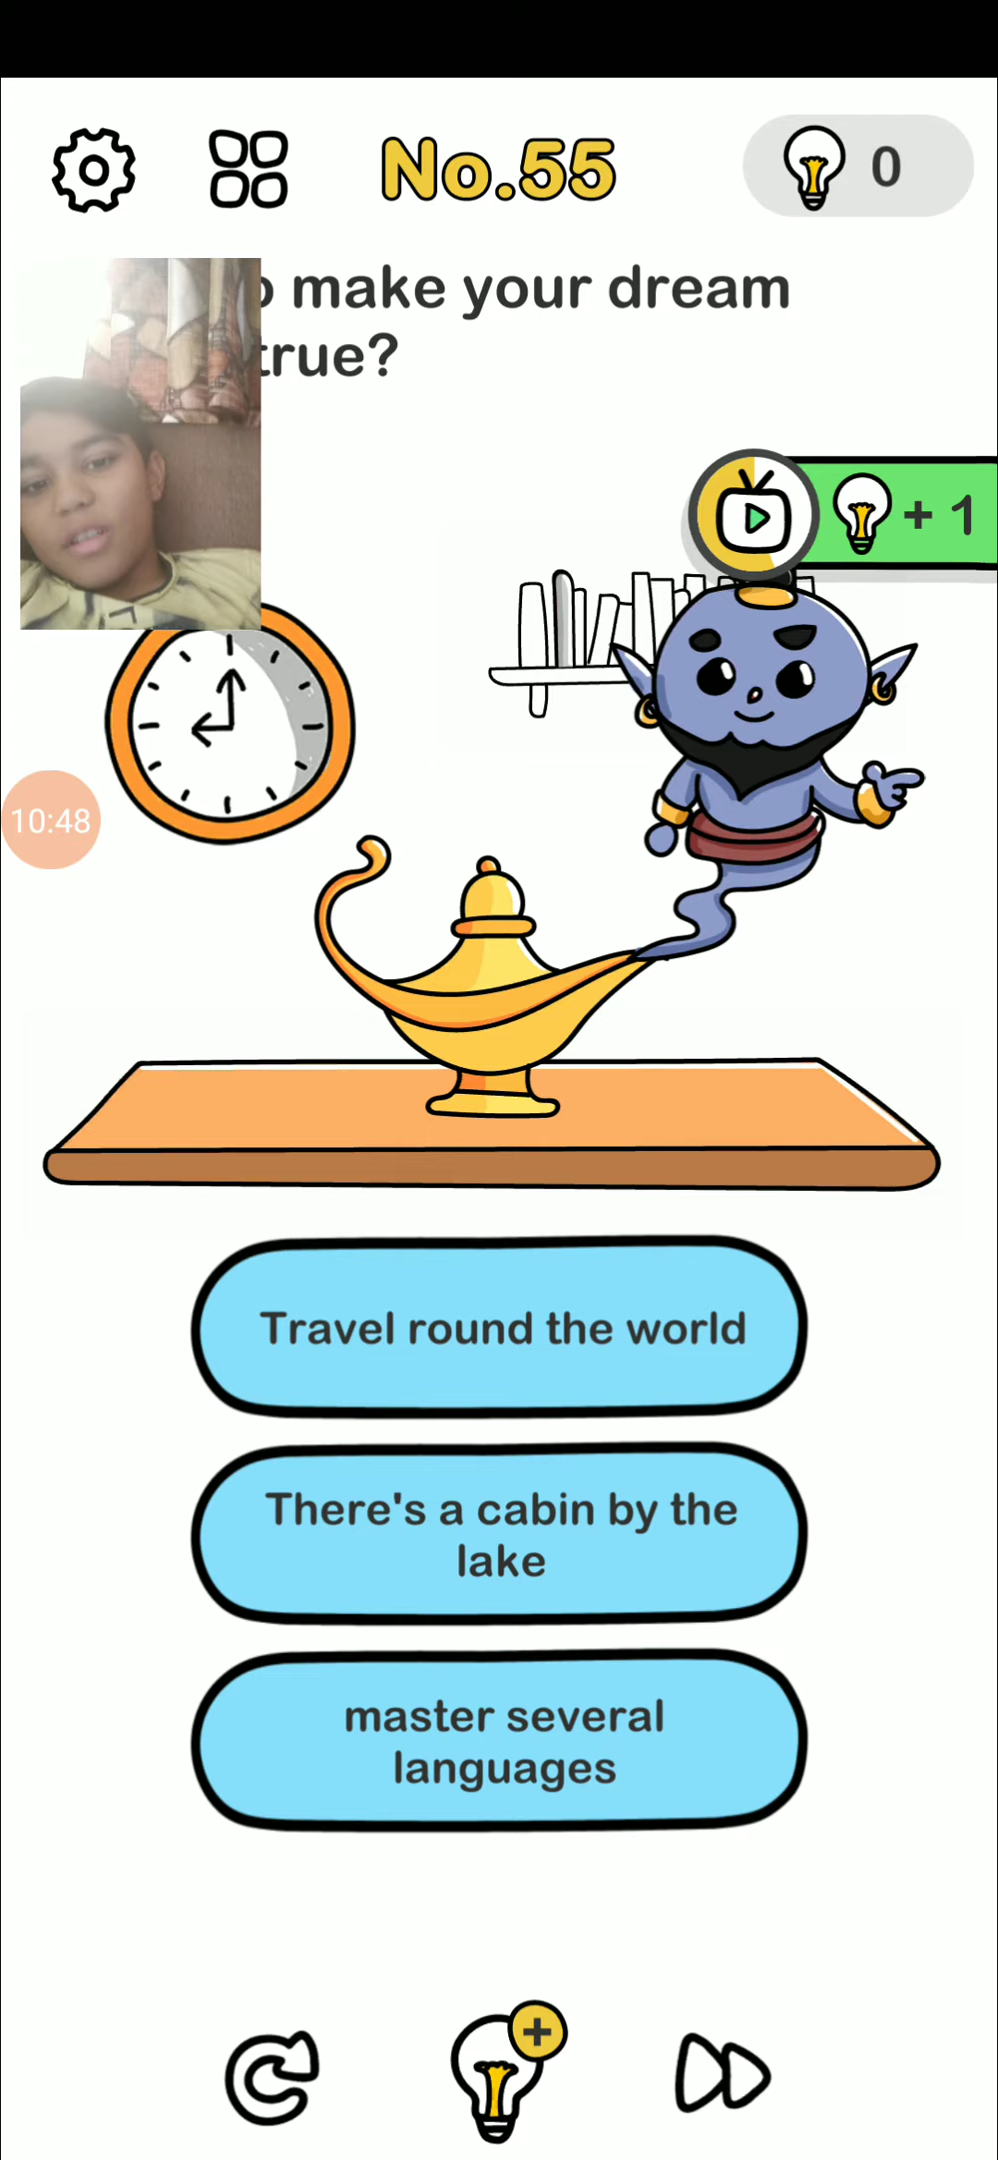 No.55
0
make your dream
true?
+ 1
10:48
Travel round the world
There's a cabin by the
lake
master several
languages